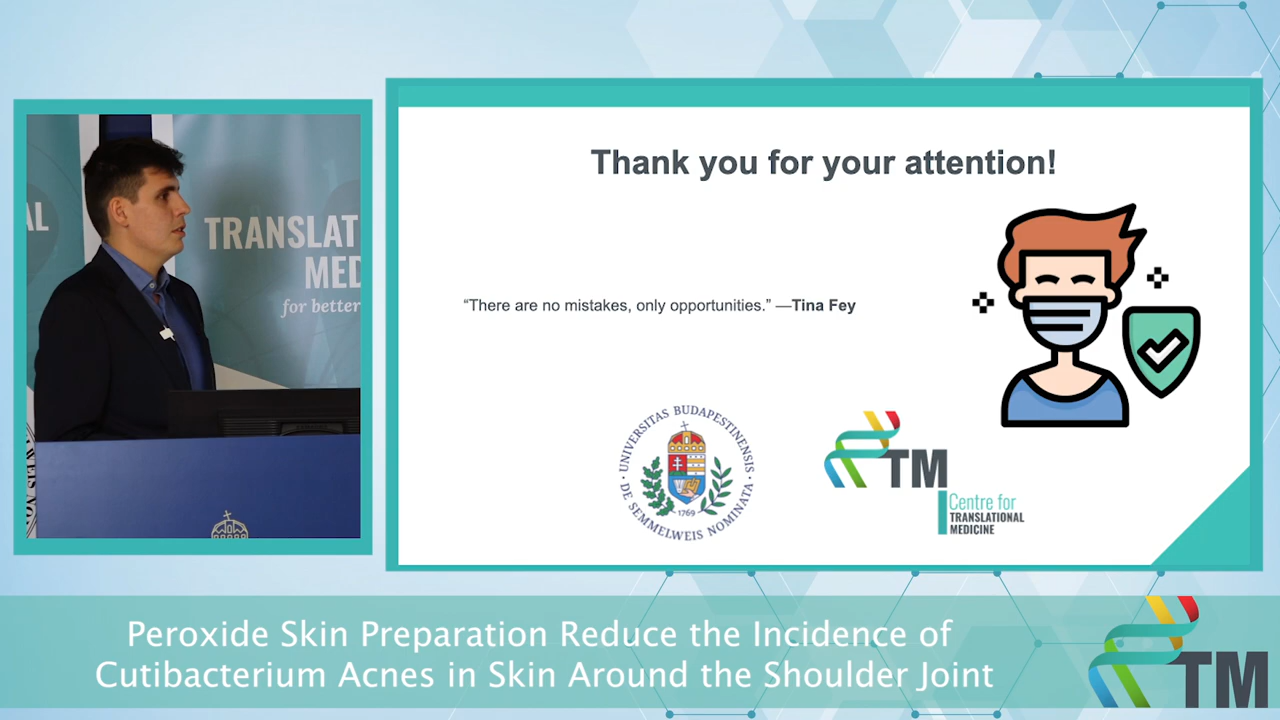 AL
TRANSLAT
MED
for better
Thank you for your attention!
“There are no mistakes, only opportunities.” —Tina Fey
UNIVERSITAS BUDAPESTINENSIS
DE SEMMELWEIS NOMINATA
1769
TM
Centre for
TRANSLATIONAL
MEDICINE
Peroxide Skin Preparation Reduce the Incidence of
Cutibacterium Acnes in Skin Around the Shoulder Joint
TM